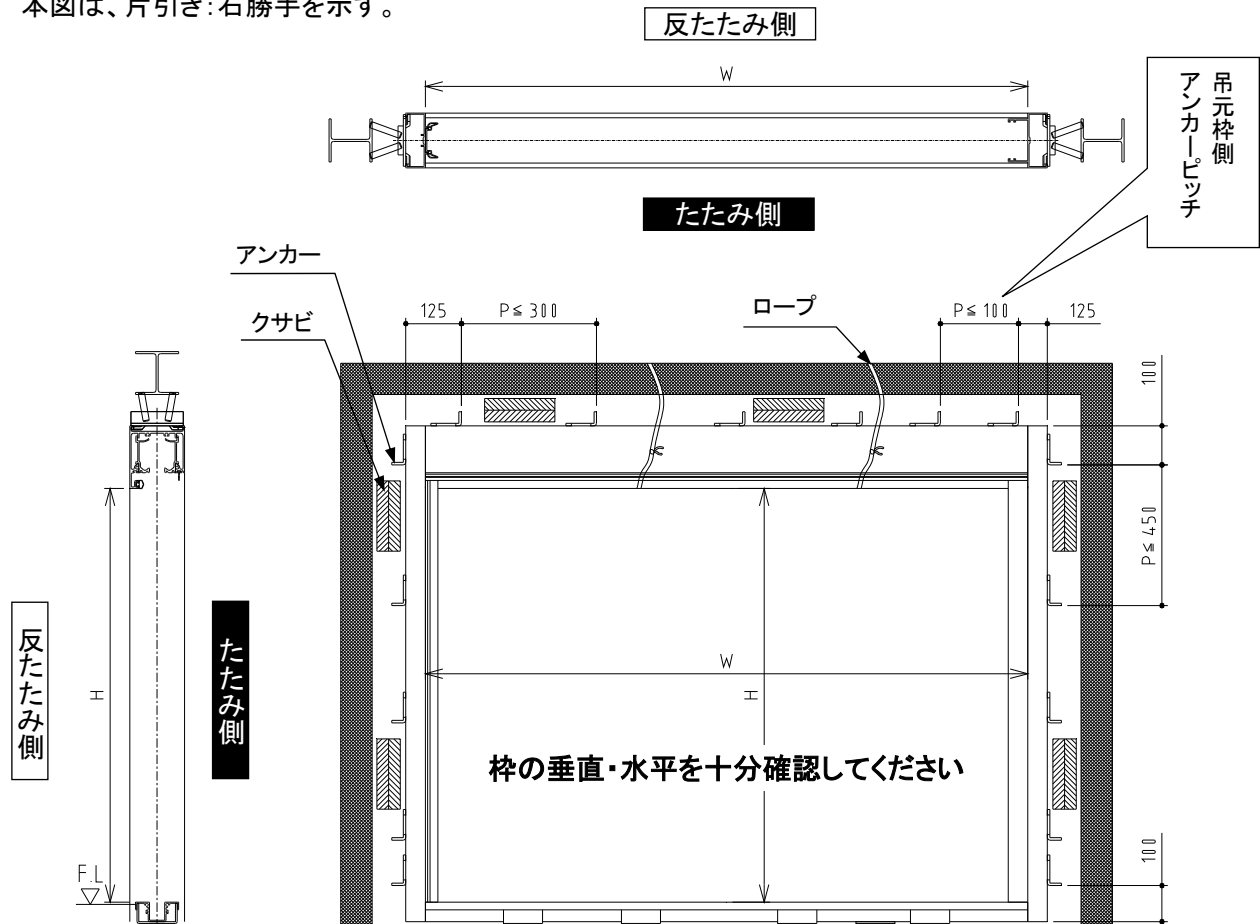 本図は、片引き:右勝手を示す。
反たたみ側
W
吊元枠側
アンカーピッチ
たたみ側
アンカー
クサビ
ロープ
125
P≤300
P≤100
125
100
P≤450
100
W
H
枠の垂直・水平を十分確認してください
反たたみ側
H
たたみ側
F.L